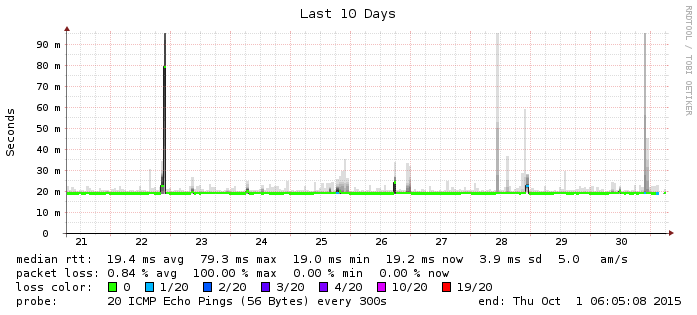 Last 10 Days
RRDTOOL / TOBI OETIKER
Seconds
90 m
80 m
70 m
60 m
50 m
40 m
30 m
20 m
10 m
0
21 22 23 24 25 26 27 28 29 30
median rtt: 19.4 ms avg 79.3 ms max 19.0 ms min 19.2 ms now 3.9 ms sd 5.0 am/s
packet loss: 0.84 % avg 100.00 % max 0.00 % min 0.00 % now
loss color: 0 1/20 2/20 3/20 4/20 10/20 19/20
probe: 20 ICMP Echo Pings (56 Bytes) every 300s end: Thu Oct 1 06:05:08 2015